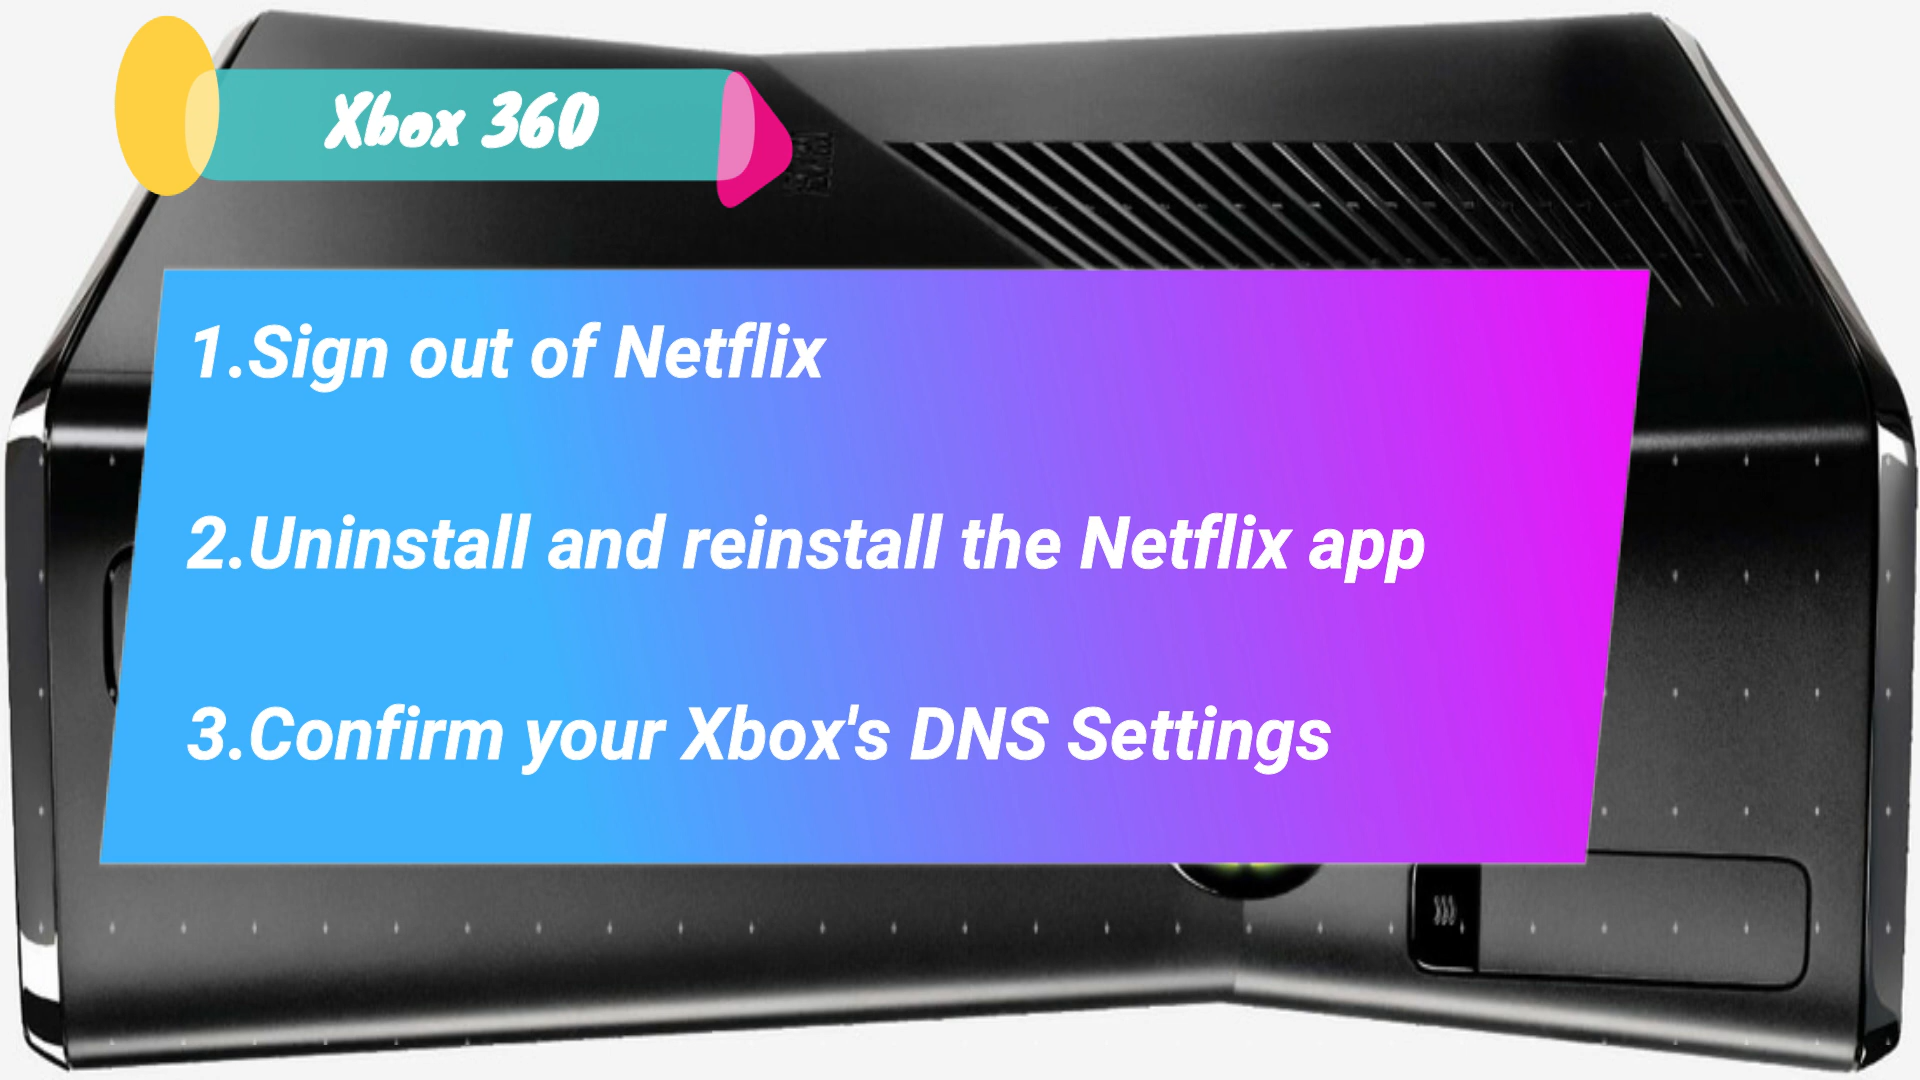 Xbox 360
1.Sign out of Netflix
2.Uninstall and reinstall the Netflix app
3.Confirm your Xbox's DNS Settings